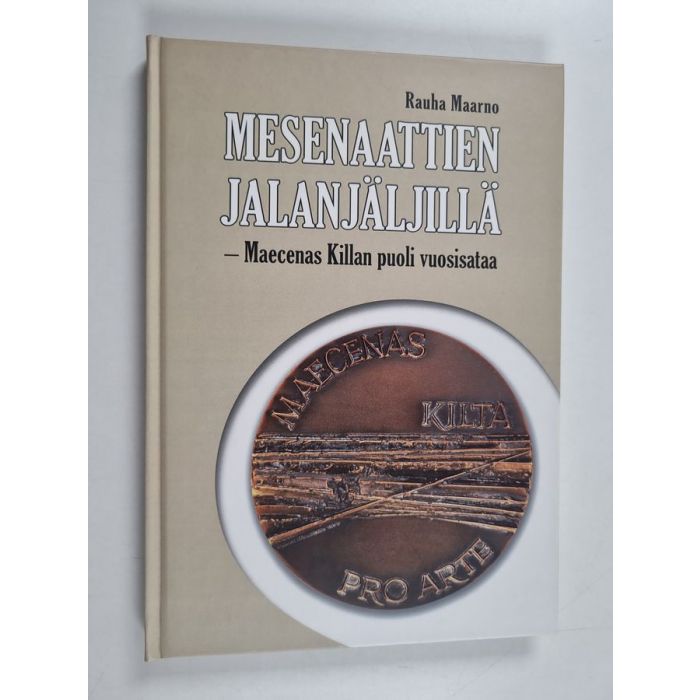 Rauha Maarno
MESENAATTIEN
JALANJÄLJILLÄ
– Maecenas Killan puoli vuosisataa
MAECENAS
KILTA
PRO ARTE